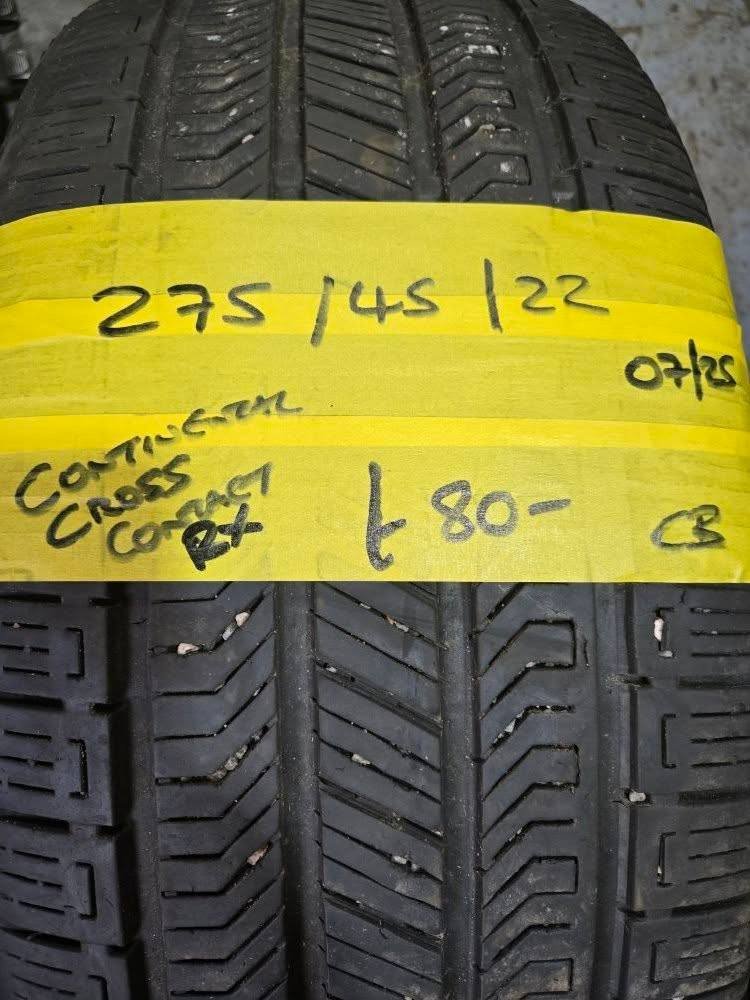 275/45/22
07/25
CONTINENTAL
CROSS
CONTACT
RX
£80-
CB